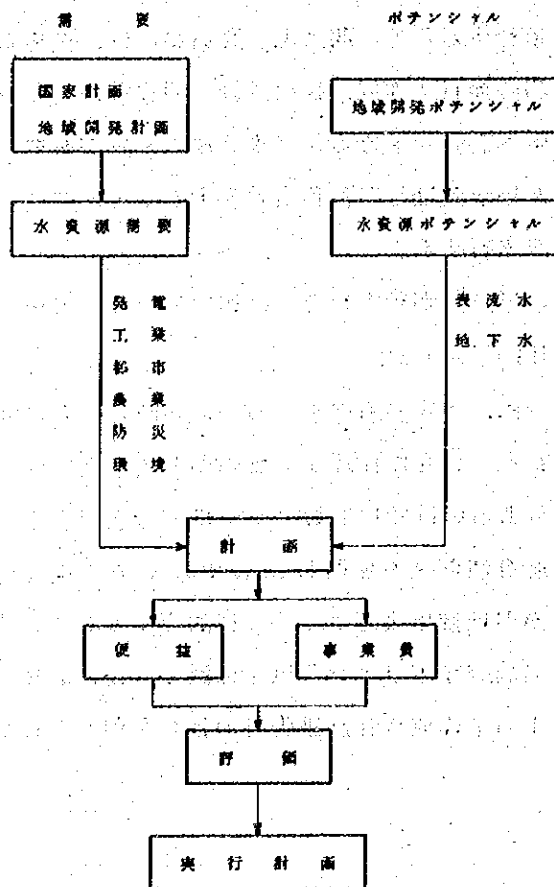 需要
ポテンシャル
国家計画
地域開発計画
地域開発ポテンシャル
水資源需要
水資源ポテンシャル
発電
工業
都市
農業
防災
環境
表流水
地下水
計画
便益
事業費
評価
実行計画